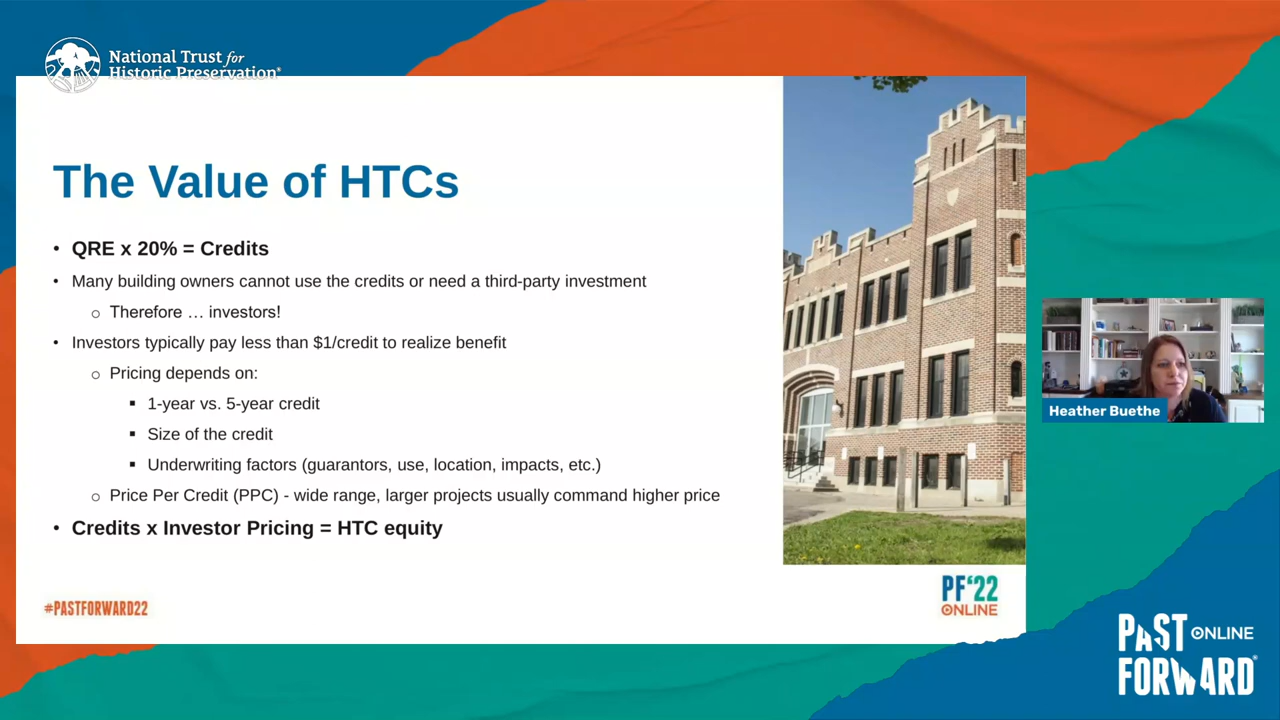 National Trust for
Historic Preservation®
The Value of HTCs
• QRE x 20% = Credits
• Many building owners cannot use the credits or need a third-party investment
o Therefore … investors!
• Investors typically pay less than $1/credit to realize benefit
o Pricing depends on:
▪ 1-year vs. 5-year credit
▪ Size of the credit
▪ Underwriting factors (guarantors, use, location, impacts, etc.)
o Price Per Credit (PPC) - wide range, larger projects usually command higher price
• Credits x Investor Pricing = HTC equity
#PASTFORWARD22
PF'22
ONLINE
Heather Buethe
PAST ONLINE
FORWARD®